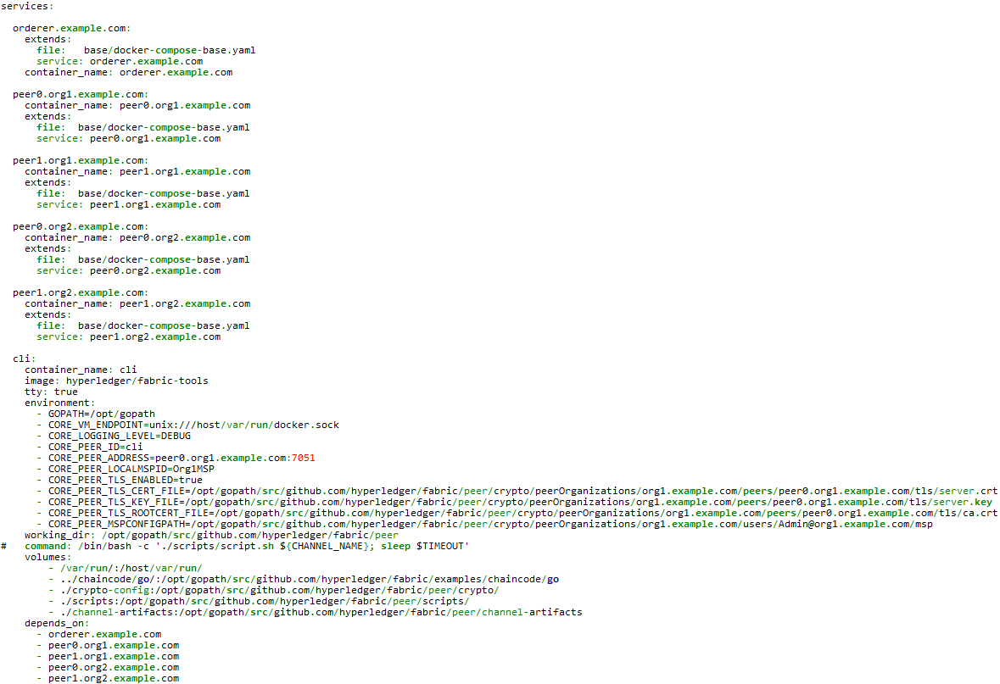 services:
orderer.example.com:
extends:
file:   base/docker-compose-base.yaml
service: orderer.example.com
container_name: orderer.example.com
peer0.org1.example.com:
container_name: peer0.org1.example.com
extends:
file:  base/docker-compose-base.yaml
service: peer0.org1.example.com
peer1.org1.example.com:
container_name: peer1.org1.example.com
extends:
file:  base/docker-compose-base.yaml
service: peer1.org1.example.com
peer0.org2.example.com:
container_name: peer0.org2.example.com
extends:
file:  base/docker-compose-base.yaml
service: peer0.org2.example.com
peer1.org2.example.com:
container_name: peer1.org2.example.com
extends:
file:  base/docker-compose-base.yaml
service: peer1.org2.example.com
cli:
container_name: cli
image: hyperledger/fabric-tools
tty: true
environment:
- GOPATH=/opt/gopath
- CORE_VM_ENDPOINT=unix:///host/var/run/docker.sock
- CORE_LOGGING_LEVEL=DEBUG
- CORE_PEER_ID=cli
- CORE_PEER_ADDRESS=peer0.org1.example.com:7051
- CORE_PEER_LOCALMSPID=Org1MSP
- CORE_PEER_TLS_ENABLED=true
- CORE_PEER_TLS_CERT_FILE=/opt/gopath/src/github.com/hyperledger/fabric/peer/crypto/peerOrganizations/org1.example.com/peers/peer0.org1.example.com/tls/server.crt
- CORE_PEER_TLS_KEY_FILE=/opt/gopath/src/github.com/hyperledger/fabric/peer/crypto/peerOrganizations/org1.example.com/peers/peer0.org1.example.com/tls/server.key
- CORE_PEER_TLS_ROOTCERT_FILE=/opt/gopath/src/github.com/hyperledger/fabric/peer/crypto/peerOrganizations/org1.example.com/peers/peer0.org1.example.com/tls/ca.crt
- CORE_PEER_MSPCONFIGPATH=/opt/gopath/src/github.com/hyperledger/fabric/peer/crypto/peerOrganizations/org1.example.com/users/Admin@org1.example.com/msp
working_dir: /opt/gopath/src/github.com/hyperledger/fabric/peer
#   command: /bin/bash -c './scripts/script.sh ${CHANNEL_NAME}; sleep $TIMEOUT'
volumes:
- /var/run/:/host/var/run/
- ../chaincode/go/:/opt/gopath/src/github.com/hyperledger/fabric/examples/chaincode/go
- ./crypto-config:/opt/gopath/src/github.com/hyperledger/fabric/peer/crypto/
- ./scripts:/opt/gopath/src/github.com/hyperledger/fabric/peer/scripts/
- ./channel-artifacts:/opt/gopath/src/github.com/hyperledger/fabric/peer/channel-artifacts
depends_on:
- orderer.example.com
- peer0.org1.example.com
- peer1.org1.example.com
- peer0.org2.example.com
- peer1.org2.example.com